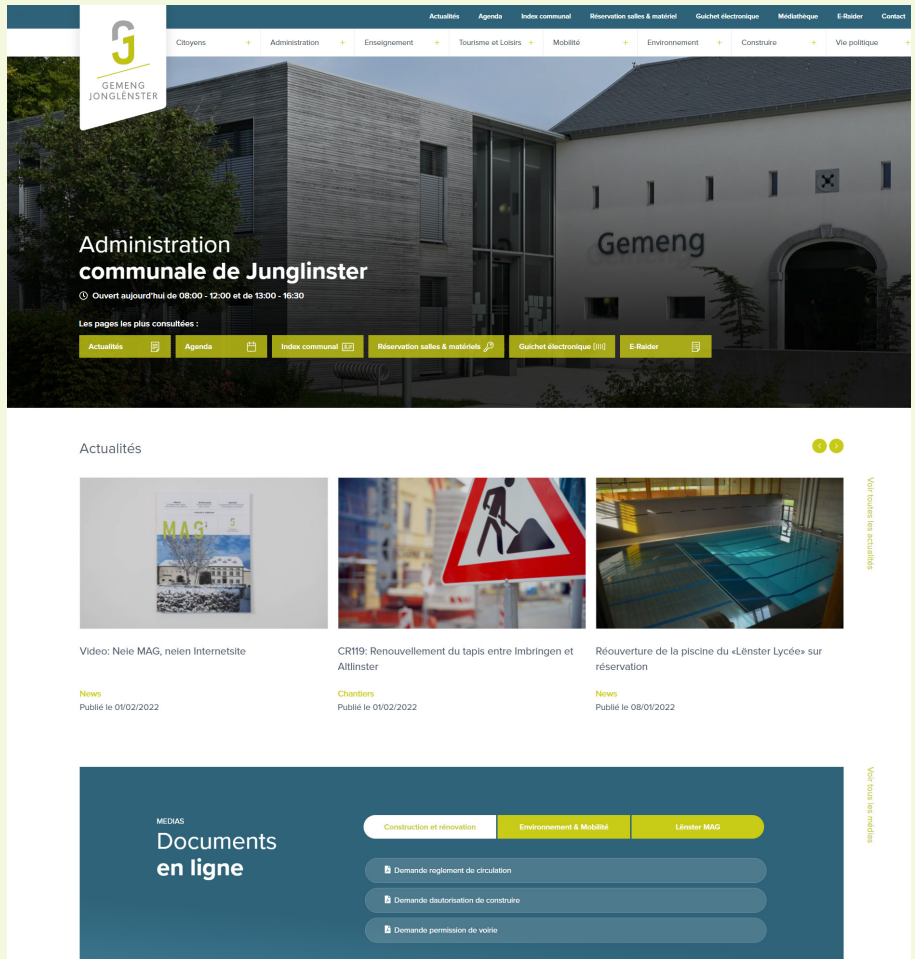 Actualités Agenda Index communal Réservation salles & matériel Guichet électronique Médiathèque E-Raider Contact
GEMENG
JONGLËNSTER
Citoyens + Administration + Enseignement + Tourisme et Loisirs + Mobilité + Environnement + Construire + Vie politique +
Gemeng
Administration
communale de Junglinster
Ouvert aujourd'hui de 08:00 - 12:00 et de 13:00 - 16:30
Les pages les plus consultées :
Actualités Agenda Index communal Réservation salles & matériels Guichet électronique E-Raider
Actualités
Voir toutes les actualités
MAG
Video: Neie MAG, neien Internetsite
News
Publié le 01/02/2022
CR119: Renouvellement du tapis entre Imbringen et
Altlinster
Chantiers
Publié le 01/02/2022
Réouverture de la piscine du «Lënster Lycée» sur
réservation
News
Publié le 08/01/2022
Voir tous les médias
MEDIAS
Documents
en ligne
Construction et rénovation Environnement & Mobilité Lënster MAG
Demande reglement de circulation
Demande dautorisation de construire
Demande permission de voirie